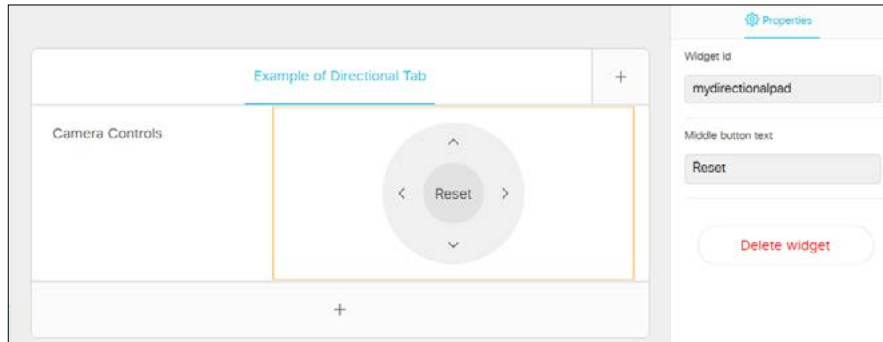 Properties
Example of Directional Tab
+
Widget id
mydirectionalpad
Camera Controls
Middle button text
Reset
Reset
Delete widget
+